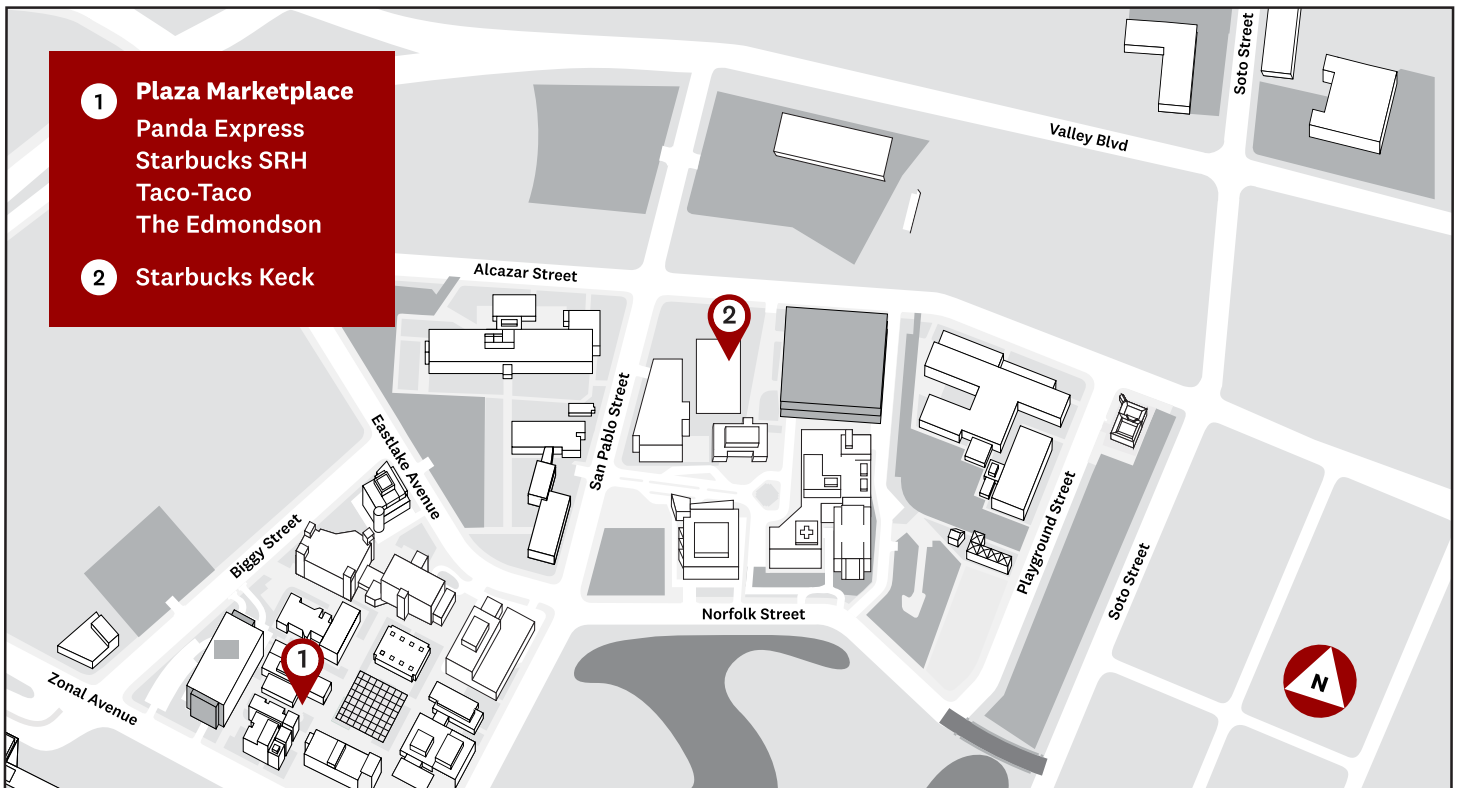 1 Plaza Marketplace
Panda Express
Starbucks SRH
Taco-Taco
The Edmondson
2 Starbucks Keck
Soto Street
Valley Blvd
Alcazar Street
2
San Pablo Street
Eastlake Avenue
Biggy Street
Playground Street
Soto Street
Norfolk Street
1
Zonal Avenue
N